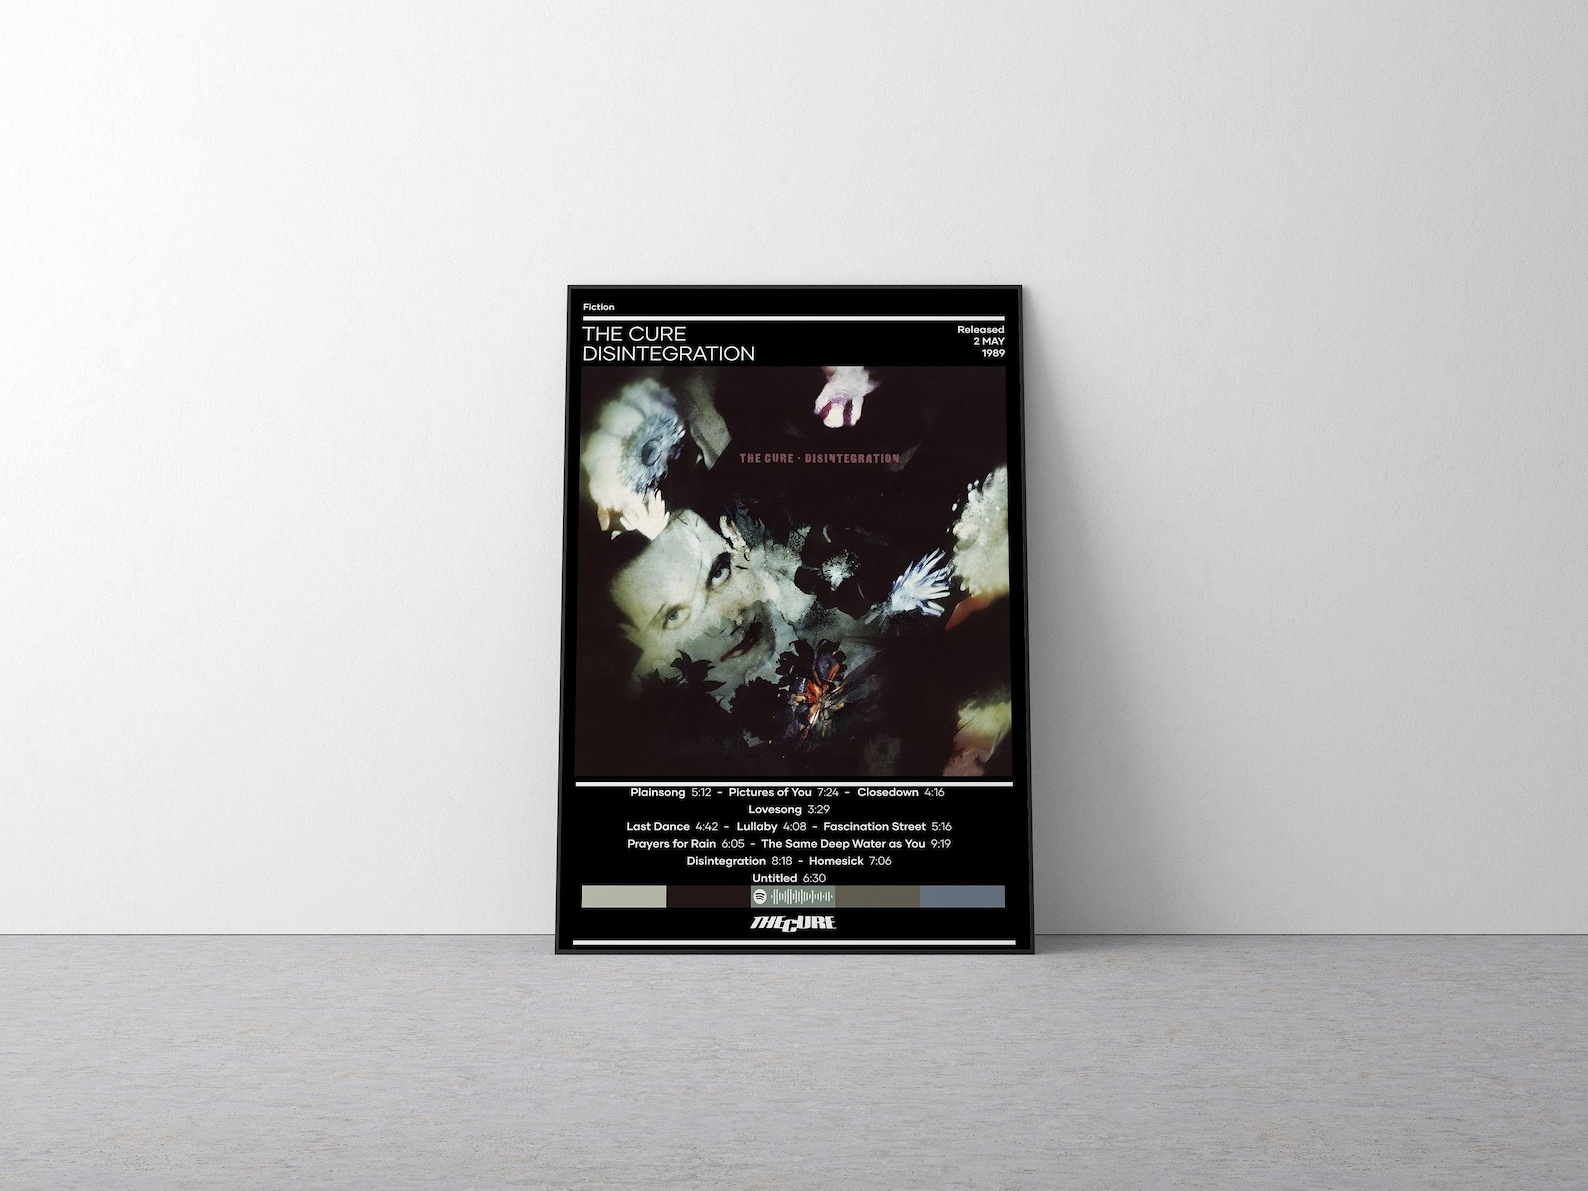 Fiction
THE CURE
DISINTEGRATION
Released
2 MAY
1989
THE CURE · DISINTEGRATION
Plainsong 5:12 - Pictures of You 7:24 - Closedown 4:16
Lovesong 3:29
Last Dance 4:42 - Lullaby 4:08 - Fascination Street 5:16
Prayers for Rain 6:05 - The Same Deep Water as You 9:19
Disintegration 8:18 - Homesick 7:06
Untitled 6:30
THE CURE